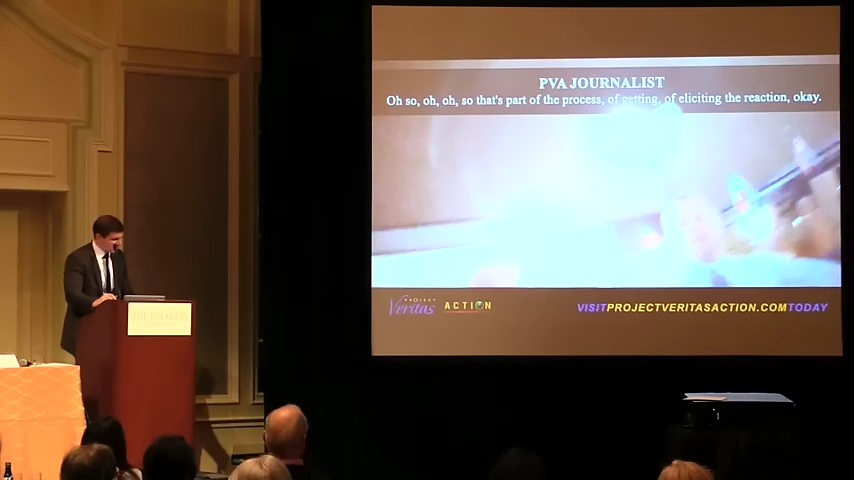 PVA JOURNALIST
Oh so, oh, oh, so that's part of the process, of getting, of eliciting the reaction, okay.
PROJECT
Veritas ACTION
VISITPROJECTVERITASACTION.COMTODAY